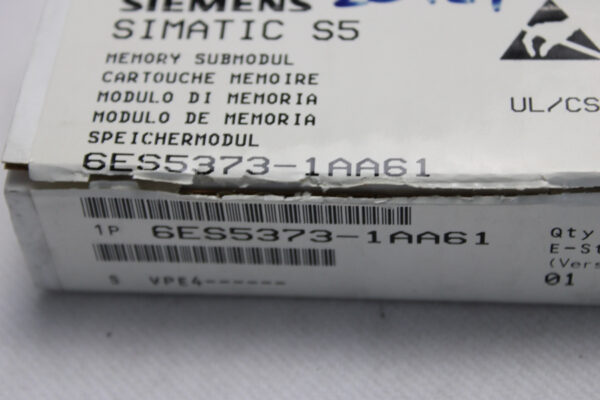 SIEMENS
SIMATIC S5
MEMORY SUBMODUL
CARTOUCHE MEMOIRE
MODULO DI MEMORIA
MODULO DE MEMORIA
SPEICHERMODUL
6ES5373-1AA61
UL/CS
1P 6ES5373-1AA61
Qty
E-St
(Vers
S VPE4------
01